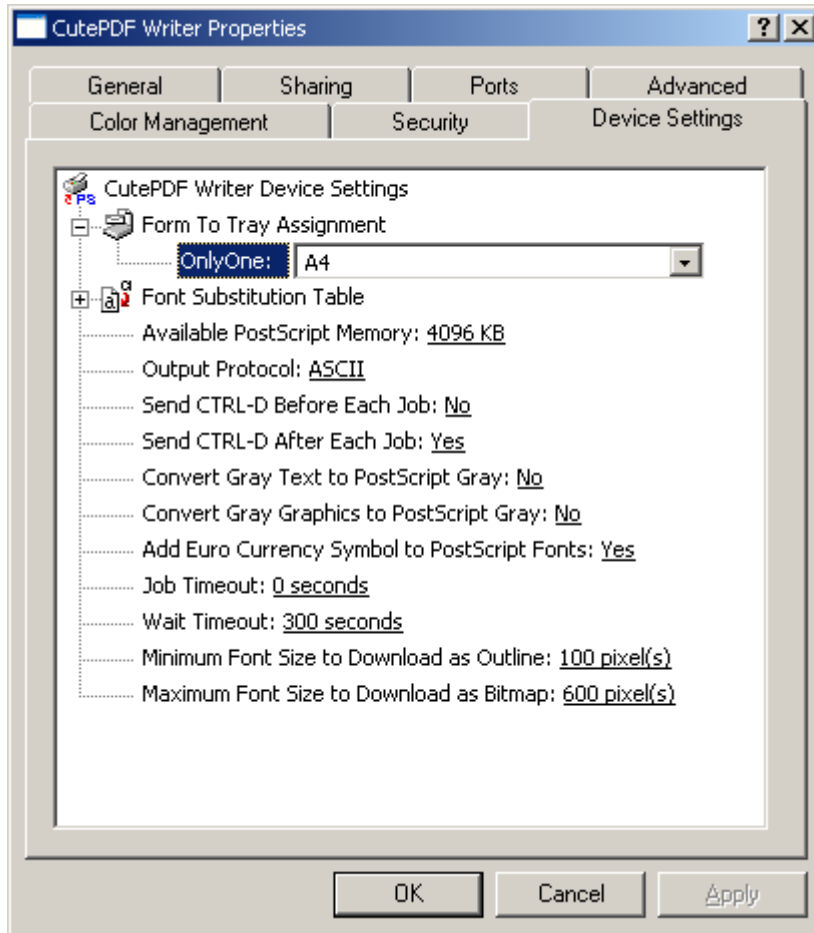 CutePDF Writer Properties
General Sharing Ports Advanced
Color Management Security Device Settings
CutePDF Writer Device Settings
Form To Tray Assignment
OnlyOne: A4
Font Substitution Table
Available PostScript Memory: 4096 KB
Output Protocol: ASCII
Send CTRL-D Before Each Job: No
Send CTRL-D After Each Job: Yes
Convert Gray Text to PostScript Gray: No
Convert Gray Graphics to PostScript Gray: No
Add Euro Currency Symbol to PostScript Fonts: Yes
Job Timeout: 0 seconds
Wait Timeout: 300 seconds
Minimum Font Size to Download as Outline: 100 pixel(s)
Maximum Font Size to Download as Bitmap: 600 pixel(s)
OK Cancel Apply